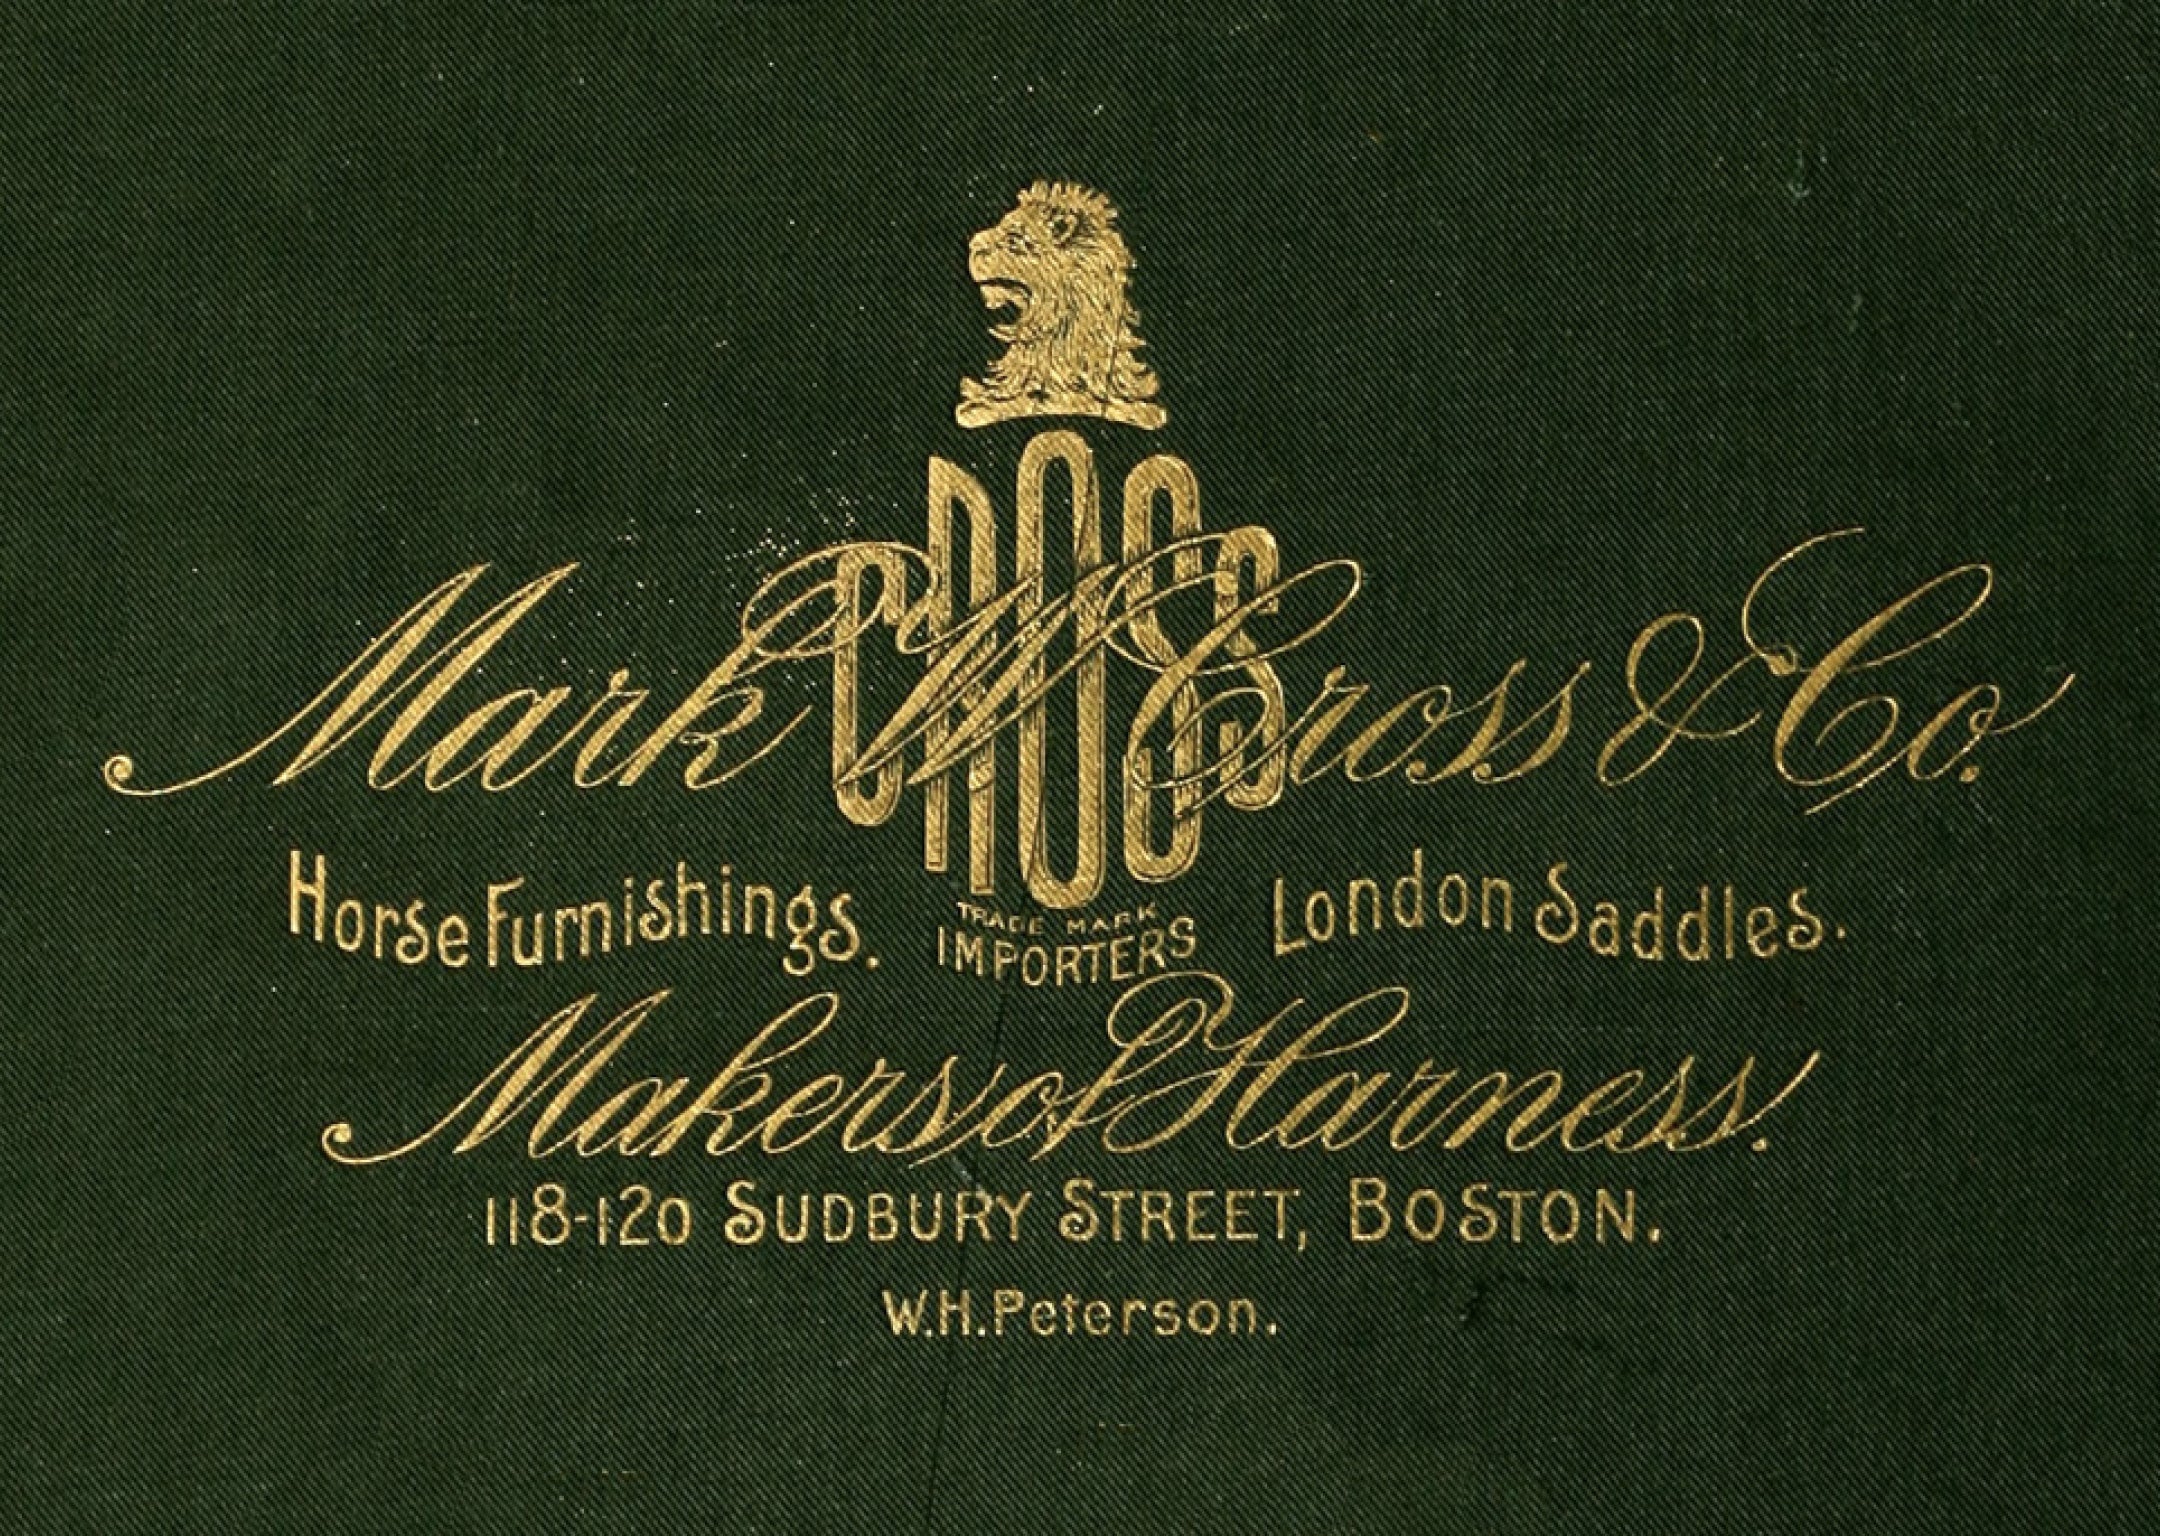 CROSS
Mark W Cross & Co.
Horse Furnishings.
TRADE MARK
IMPORTERS
London Saddles.
Makers of Harness.
118-120 SUDBURY STREET, BOSTON.
W.H.Peterson.